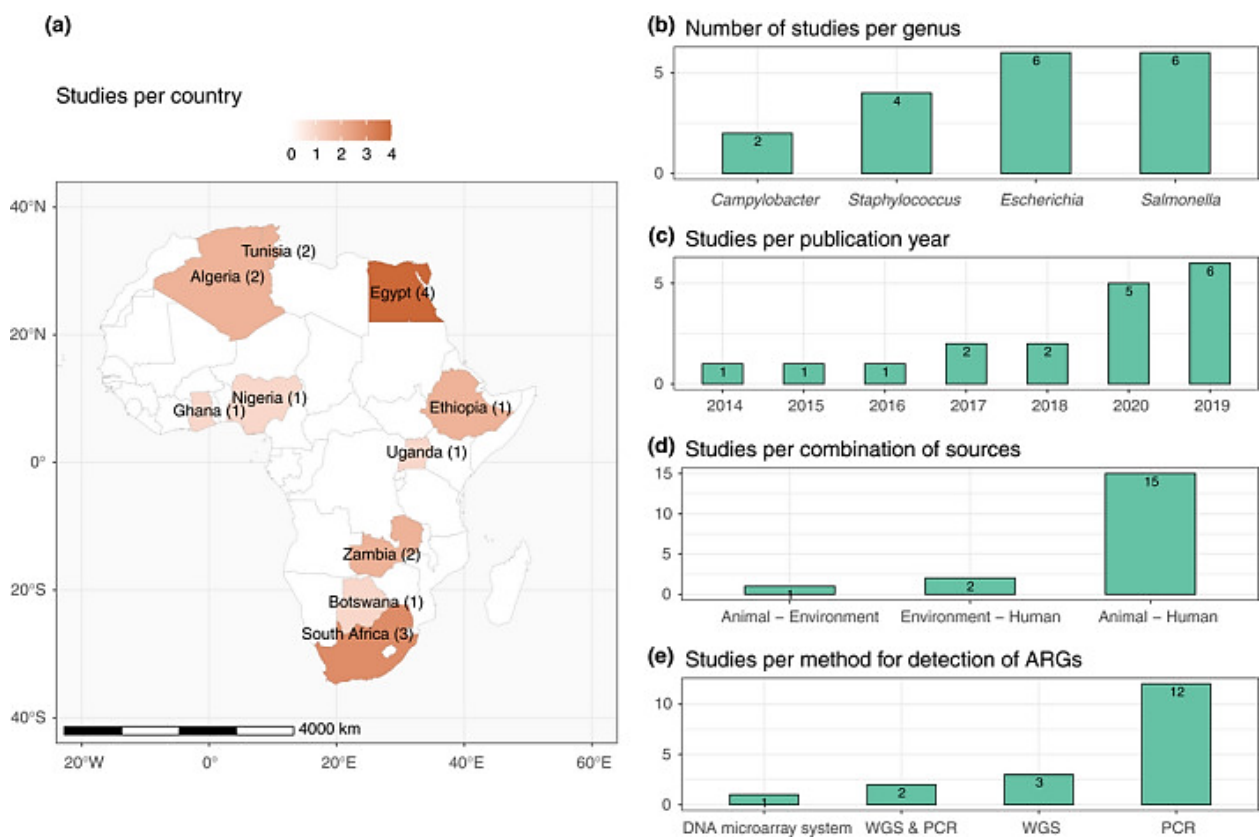 (a)
Studies per country
0 1 2 3 4
40°N
20°N
0°
20°S
40°S
Tunisia (2)
Algeria (2)
Egypt (4)
Nigeria (1)
Ghana (1)
Ethiopia (1)
Uganda (1)
Zambia (2)
Botswana (1)
South Africa (3)
4000 km
20°W 0° 20°E 40°E 60°E
(b) Number of studies per genus
5
0
2 4 6 6
Campylobacter Staphylococcus Escherichia Salmonella
(c) Studies per publication year
5
0
1 1 1 2 2 5 6
2014 2015 2016 2017 2018 2020 2019
(d) Studies per combination of sources
15
10
5
0
1 2 15
Animal – Environment Environment – Human Animal – Human
(e) Studies per method for detection of ARGs
10
5
0
1 2 3 12
DNA microarray system WGS & PCR WGS PCR